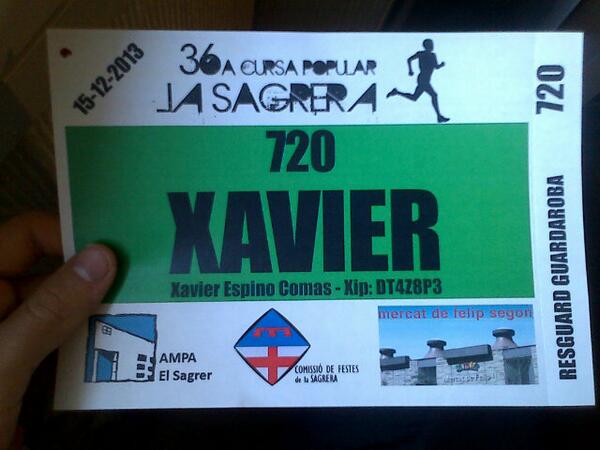 15-12-2013
36A CURSA POPULAR
LA SAGRERA
720
XAVIER
Xavier Espino Comas - Xip: DT4Z8P3
AMPA
El Sagrer
COMISSIÓ DE FESTES
de la SAGRERA
mercat de felip segon
720
RESGUARD GUARDAROBA